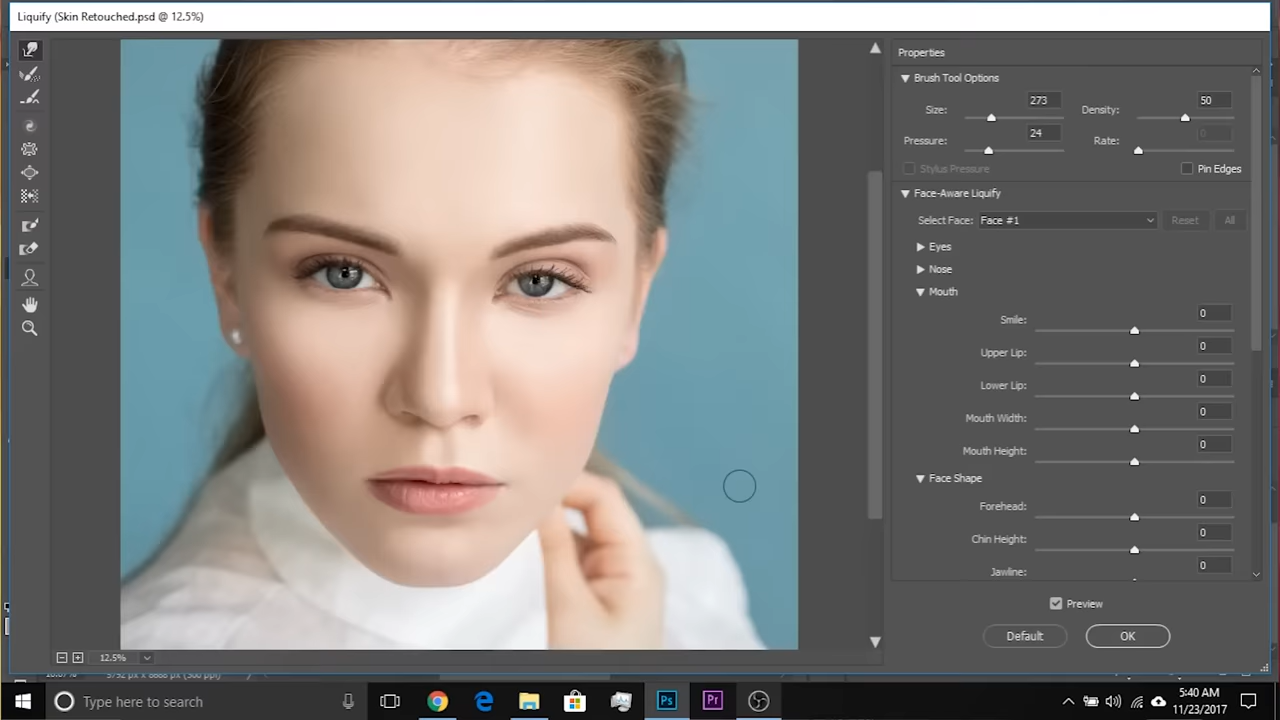 Liquify (Skin Retouched.psd @ 12.5%)
Properties
Brush Tool Options
Size: 273 Density: 50
Pressure: 24 Rate: 0
Stylus Pressure Pin Edges
Face-Aware Liquify
Select Face: Face #1 Reset All
Eyes
Nose
Mouth
Smile: 0
Upper Lip: 0
Lower Lip: 0
Mouth Width: 0
Mouth Height: 0
Face Shape
Forehead: 0
Chin Height: 0
Jawline: 0
Preview
Default OK
12.5%
Type here to search
Ps
Pr
5:40 AM
11/23/2017